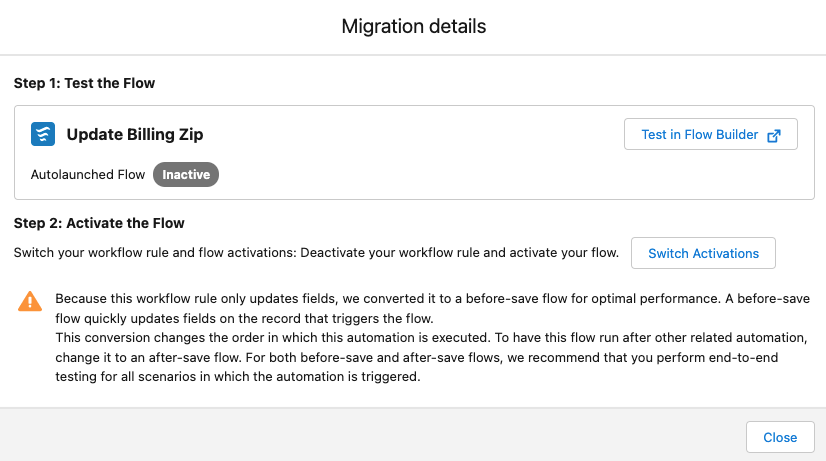 Migration details
Step 1: Test the Flow
Update Billing Zip
Test in Flow Builder
Autolaunched Flow Inactive
Step 2: Activate the Flow
Switch your workflow rule and flow activations: Deactivate your workflow rule and activate your flow. Switch Activations
Because this workflow rule only updates fields, we converted it to a before-save flow for optimal performance. A before-save
flow quickly updates fields on the record that triggers the flow.
This conversion changes the order in which this automation is executed. To have this flow run after other related automation,
change it to an after-save flow. For both before-save and after-save flows, we recommend that you perform end-to-end
testing for all scenarios in which the automation is triggered.
Close